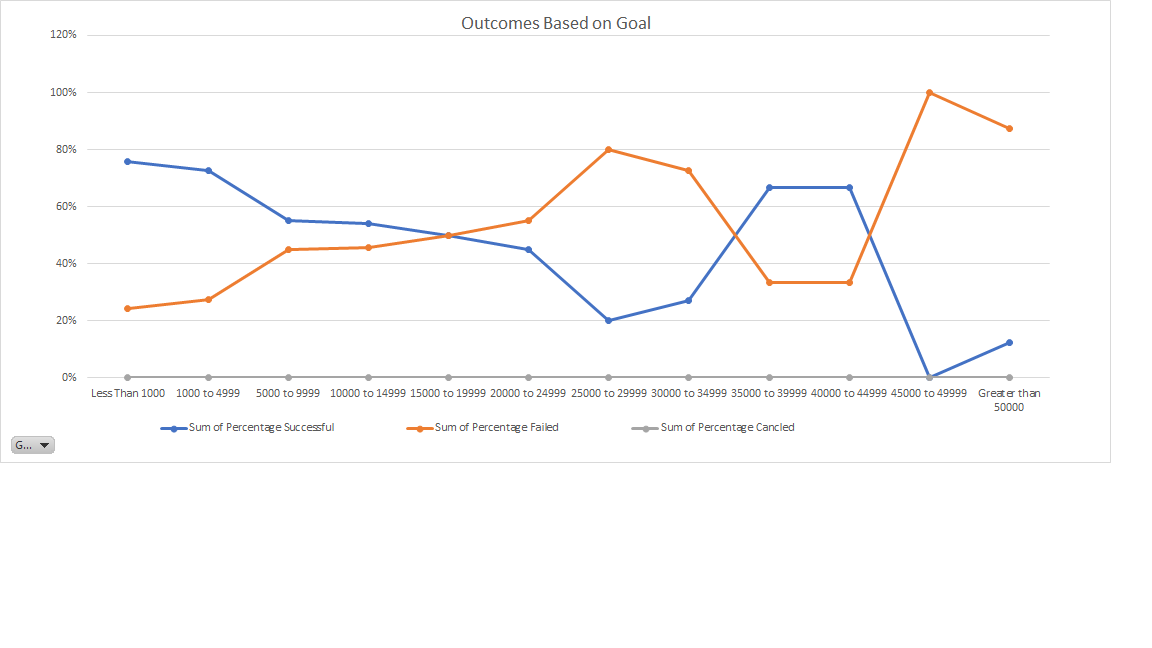 Outcomes Based on Goal
120%
100%
80%
60%
40%
20%
0%
Less Than 1000 1000 to 4999 5000 to 9999 10000 to 14999 15000 to 19999 20000 to 24999 25000 to 29999 30000 to 34999 35000 to 39999 40000 to 44999 45000 to 49999 Greater than
50000
Sum of Percentage Successful Sum of Percentage Failed Sum of Percentage Cancled
G...